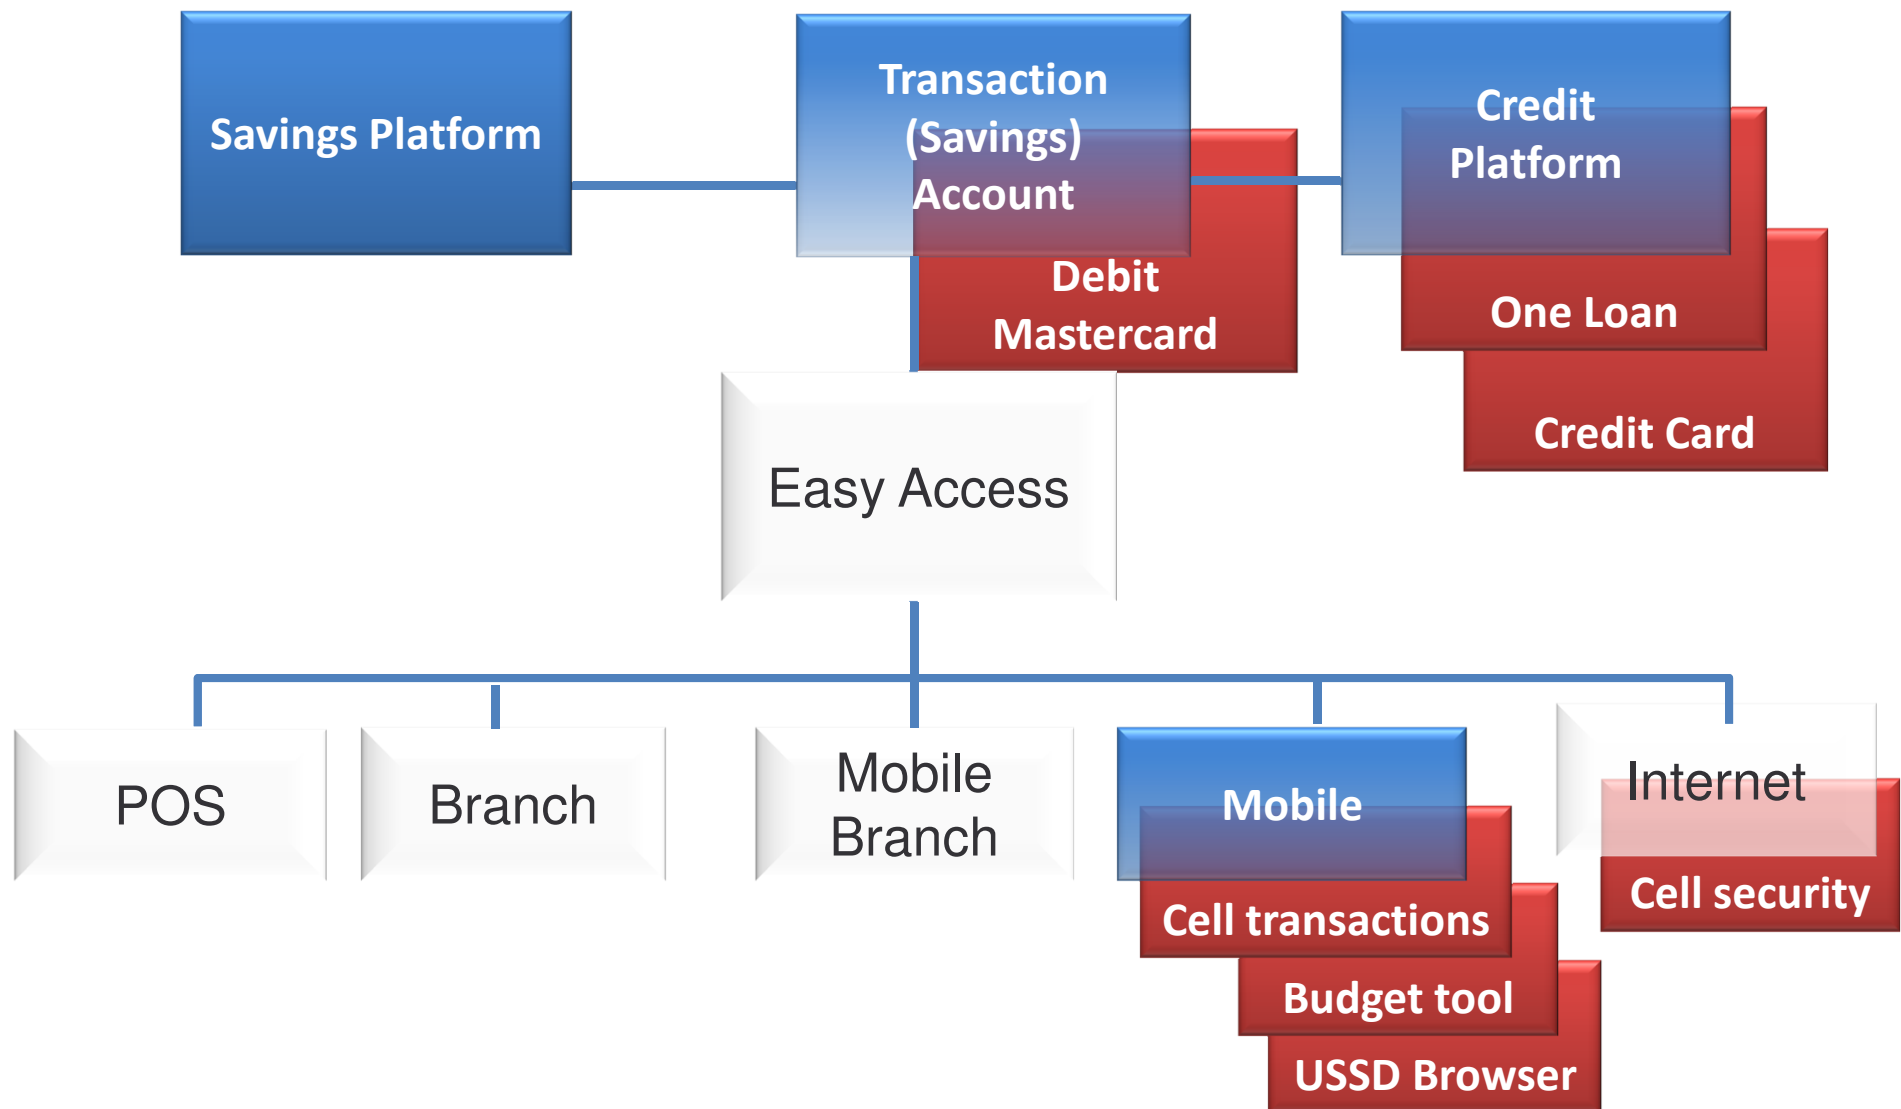 Savings Platform
Transaction
(Savings)
Account
Debit
Mastercard
Credit
Platform
One Loan
Credit Card
Easy Access
POS
Branch
Mobile
Branch
Mobile
Cell transactions
Budget tool
USSD Browser
Internet
Cell security